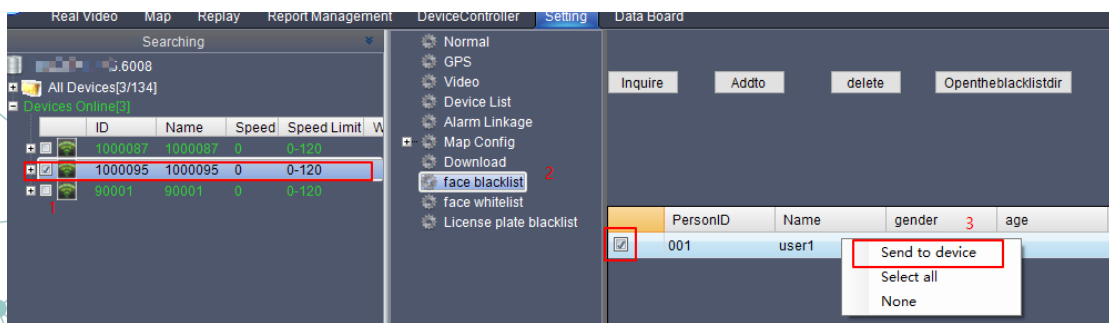 Real Video Map Replay Report Management DeviceController Setting Data Board
Searching
.6008
All Devices[3/134]
Devices Online[3]
ID Name Speed Speed Limit W
1000087 1000087 0 0-120
1000095 1000095 0 0-120
90001 90001 0 0-120
1
Normal
GPS
Video
Device List
Alarm Linkage
Map Config
Download
face blacklist
2
face whitelist
License plate blacklist
Inquire Addto delete Opentheblacklistdir
PersonID Name gender 3 age
001 user1
Send to device
Select all
None